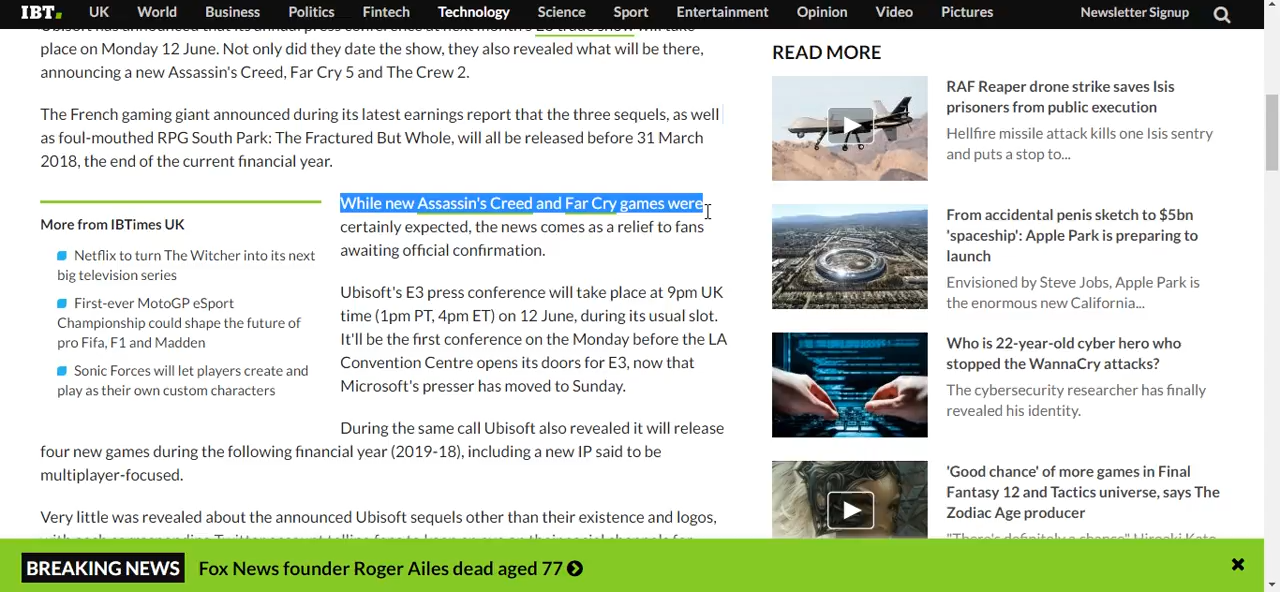 IBT.
UK
World
Business
Politics
Fintech
Technology
Science
Sport
Entertainment
Opinion
Video
Pictures
Newsletter Signup
place on Monday 12 June. Not only did they date the show, they also revealed what will be there,
announcing a new Assassin's Creed, Far Cry 5 and The Crew 2.
The French gaming giant announced during its latest earnings report that the three sequels, as well
as foul-mouthed RPG South Park: The Fractured But Whole, will all be released before 31 March
2018, the end of the current financial year.
More from IBTimes UK
Netflix to turn The Witcher into its next
big television series
First-ever MotoGP eSport
Championship could shape the future of
pro Fifa, F1 and Madden
Sonic Forces will let players create and
play as their own custom characters
While new Assassin's Creed and Far Cry games were
certainly expected, the news comes as a relief to fans
awaiting official confirmation.
Ubisoft's E3 press conference will take place at 9pm UK
time (1pm PT, 4pm ET) on 12 June, during its usual slot.
It'll be the first conference on the Monday before the LA
Convention Centre opens its doors for E3, now that
Microsoft's presser has moved to Sunday.
During the same call Ubisoft also revealed it will release
four new games during the following financial year (2019-18), including a new IP said to be
multiplayer-focused.
Very little was revealed about the announced Ubisoft sequels other than their existence and logos,
READ MORE
RAF Reaper drone strike saves Isis
prisoners from public execution
Hellfire missile attack kills one Isis sentry
and puts a stop to...
From accidental penis sketch to $5bn
'spaceship': Apple Park is preparing to
launch
Envisioned by Steve Jobs, Apple Park is
the enormous new California...
Who is 22-year-old cyber hero who
stopped the WannaCry attacks?
The cybersecurity researcher has finally
revealed his identity.
'Good chance' of more games in Final
Fantasy 12 and Tactics universe, says The
Zodiac Age producer
BREAKING NEWS
Fox News founder Roger Ailes dead aged 77